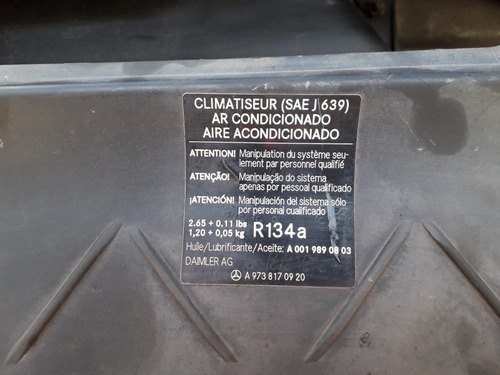 CLIMATISEUR (SAE J 639)
AR CONDICIONADO
AIRE ACONDICIONADO
ATTENTION! Manipulation du système seu-
lement par personnel qualifié
ATENÇÃO! Manipulação do sistema
apenas por pessoal qualificado
¡ATENCIÓN! Manipulación del sistema sólo
por personal cualificado
2.65 + 0.11 lbs
1,20 + 0,05 kg R134a
Huile/Lubrificante/Aceite: A 001 989 08 03
DAIMLER AG
A 973 817 09 20